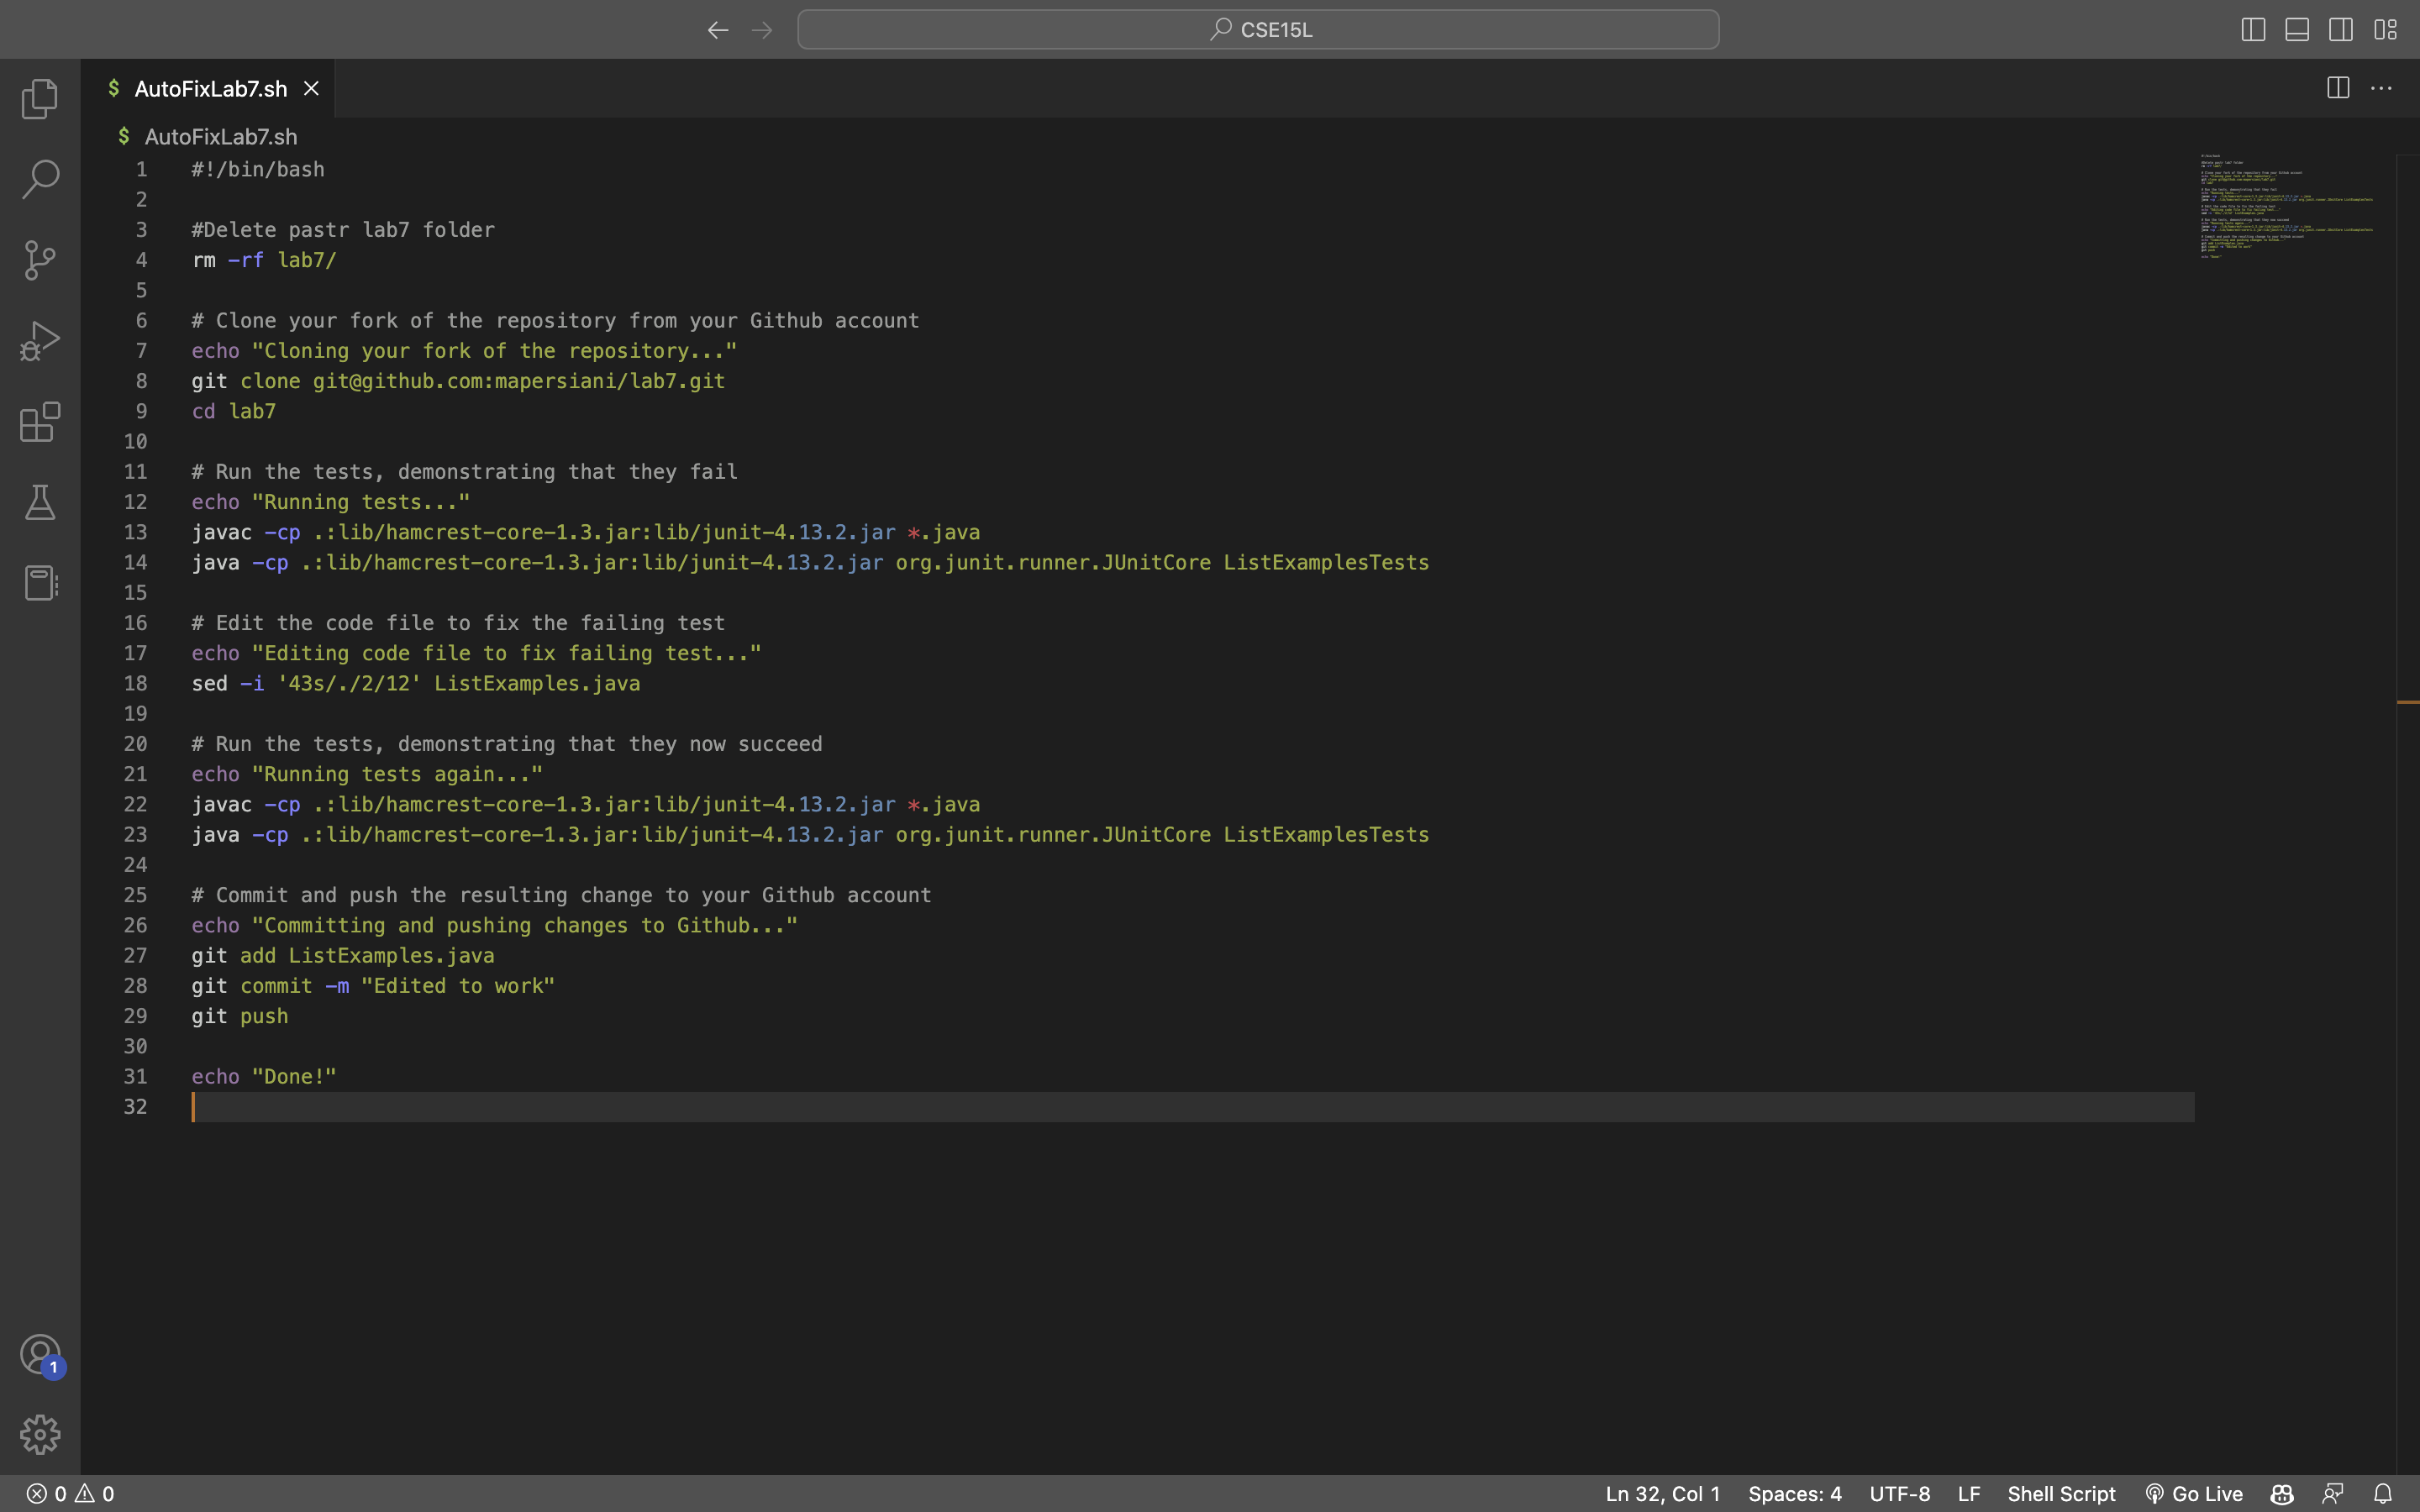 CSE15L
$ AutoFixLab7.sh
$ AutoFixLab7.sh
1 #!/bin/bash
2
3 #Delete pastr lab7 folder
4 rm -rf lab7/
5
6 # Clone your fork of the repository from your Github account
7 echo "Cloning your fork of the repository..."
8 git clone git@github.com:mapersiani/lab7.git
9 cd lab7
10
11 # Run the tests, demonstrating that they fail
12 echo "Running tests..."
13 javac -cp .:lib/hamcrest-core-1.3.jar:lib/junit-4.13.2.jar *.java
14 java -cp .:lib/hamcrest-core-1.3.jar:lib/junit-4.13.2.jar org.junit.runner.JUnitCore ListExamplesTests
15
16 # Edit the code file to fix the failing test
17 echo "Editing code file to fix failing test..."
18 sed -i '43s/./2/12' ListExamples.java
19
20 # Run the tests, demonstrating that they now succeed
21 echo "Running tests again..."
22 javac -cp .:lib/hamcrest-core-1.3.jar:lib/junit-4.13.2.jar *.java
23 java -cp .:lib/hamcrest-core-1.3.jar:lib/junit-4.13.2.jar org.junit.runner.JUnitCore ListExamplesTests
24
25 # Commit and push the resulting change to your Github account
26 echo "Committing and pushing changes to Github..."
27 git add ListExamples.java
28 git commit -m "Edited to work"
29 git push
30
31 echo "Done!"
32
1
0 0 Ln 32, Col 1 Spaces: 4 UTF-8 LF Shell Script Go Live